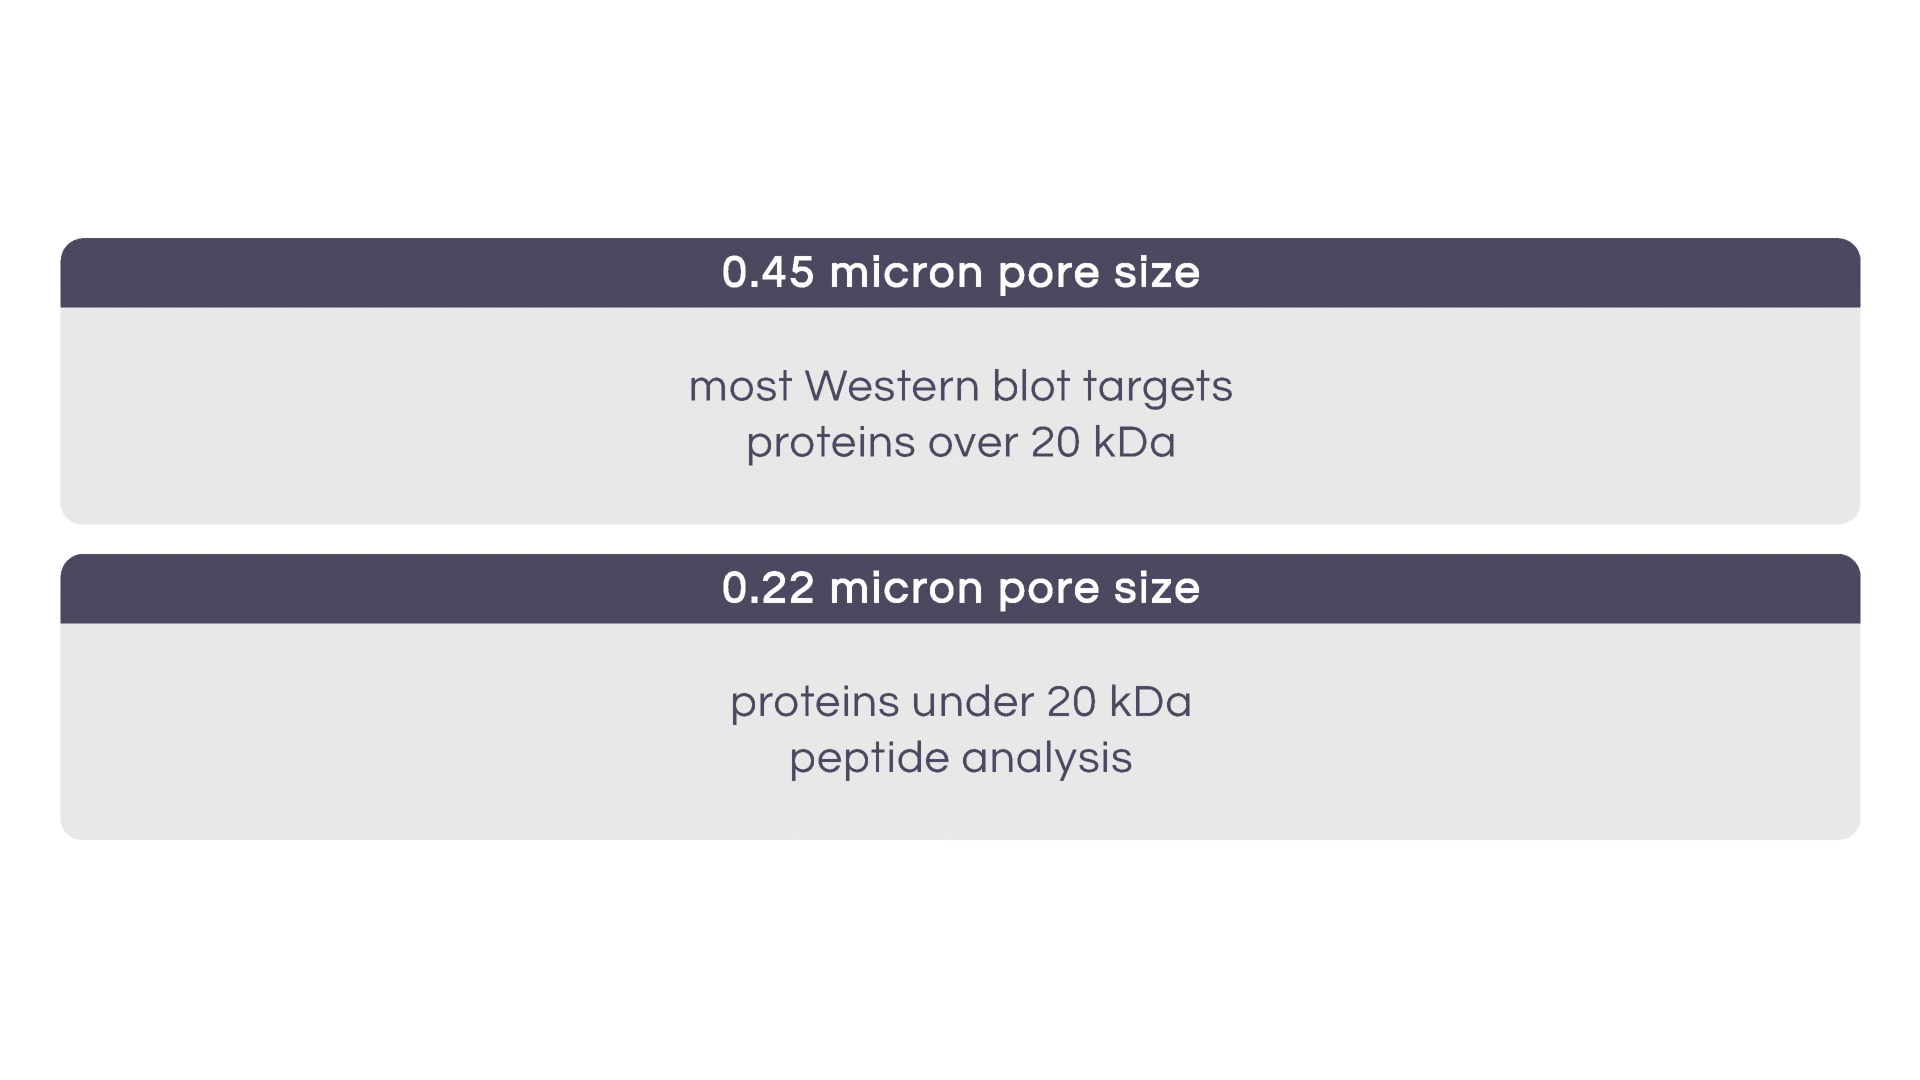 0.45 micron pore size
most Western blot targets
proteins over 20 kDa
0.22 micron pore size
proteins under 20 kDa
peptide analysis